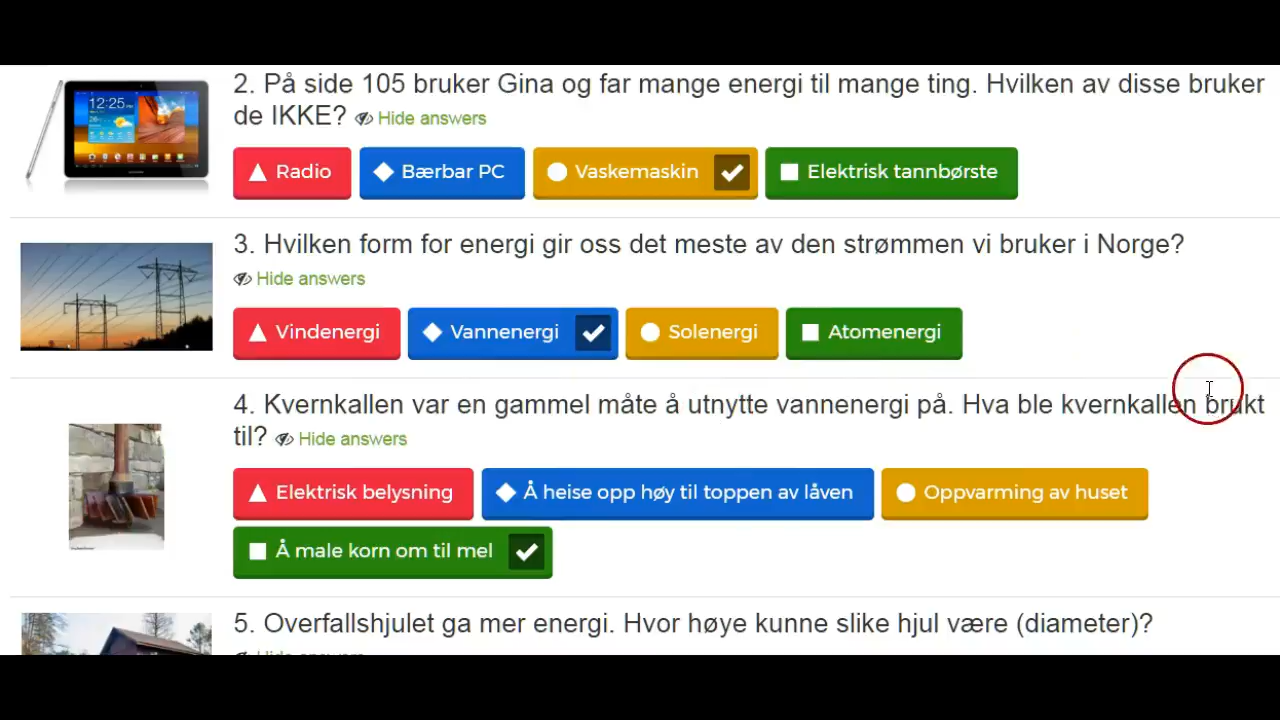 12:25
2. På side 105 bruker Gina og far mange energi til mange ting. Hvilken av disse bruker
de IKKE? Hide answers
Radio Bærbar PC Vaskemaskin Elektrisk tannbørste
3. Hvilken form for energi gir oss det meste av den strømmen vi bruker i Norge?
Hide answers
Vindenergi Vannenergi Solenergi Atomenergi
4. Kvernkallen var en gammel måte å utnytte vannenergi på. Hva ble kvernkallen brukt
til? Hide answers
Elektrisk belysning Å heise opp høy til toppen av låven Oppvarming av huset
Å male korn om til mel
5. Overfallshjulet ga mer energi. Hvor høye kunne slike hjul være (diameter)?
Hide answers